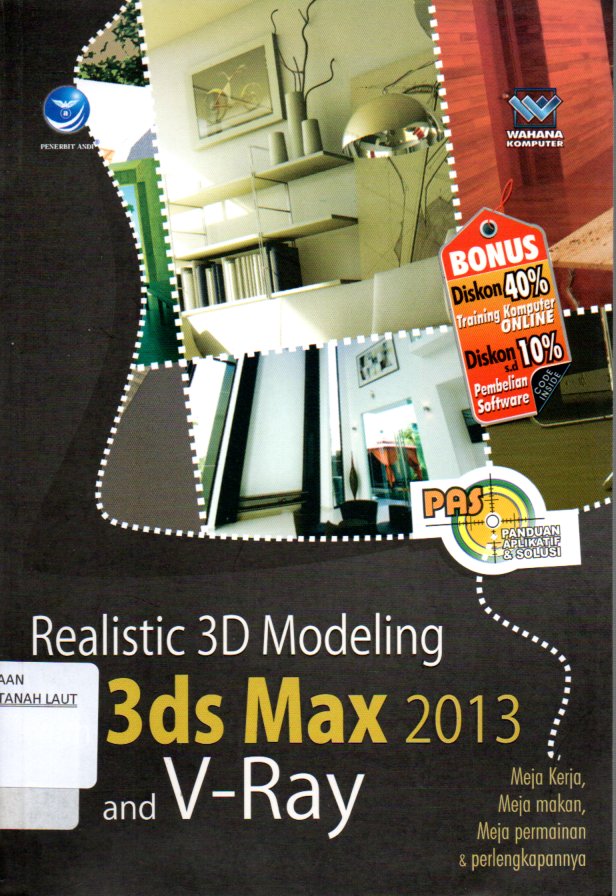 PENERBIT ANDI
WAHANA
KOMPUTER
BONUS
Diskon 40%
Training Komputer
ONLINE
Diskon s.d 10%
Pembelian
Software
CODE
INSIDE
PAS
PANDUAN
APLIKATIF
& SOLUSI
Realistic 3D Modeling
3ds Max 2013
and V-Ray
AAN
TANAH LAUT
Meja Kerja,
Meja makan,
Meja permainan
& perlengkapannya